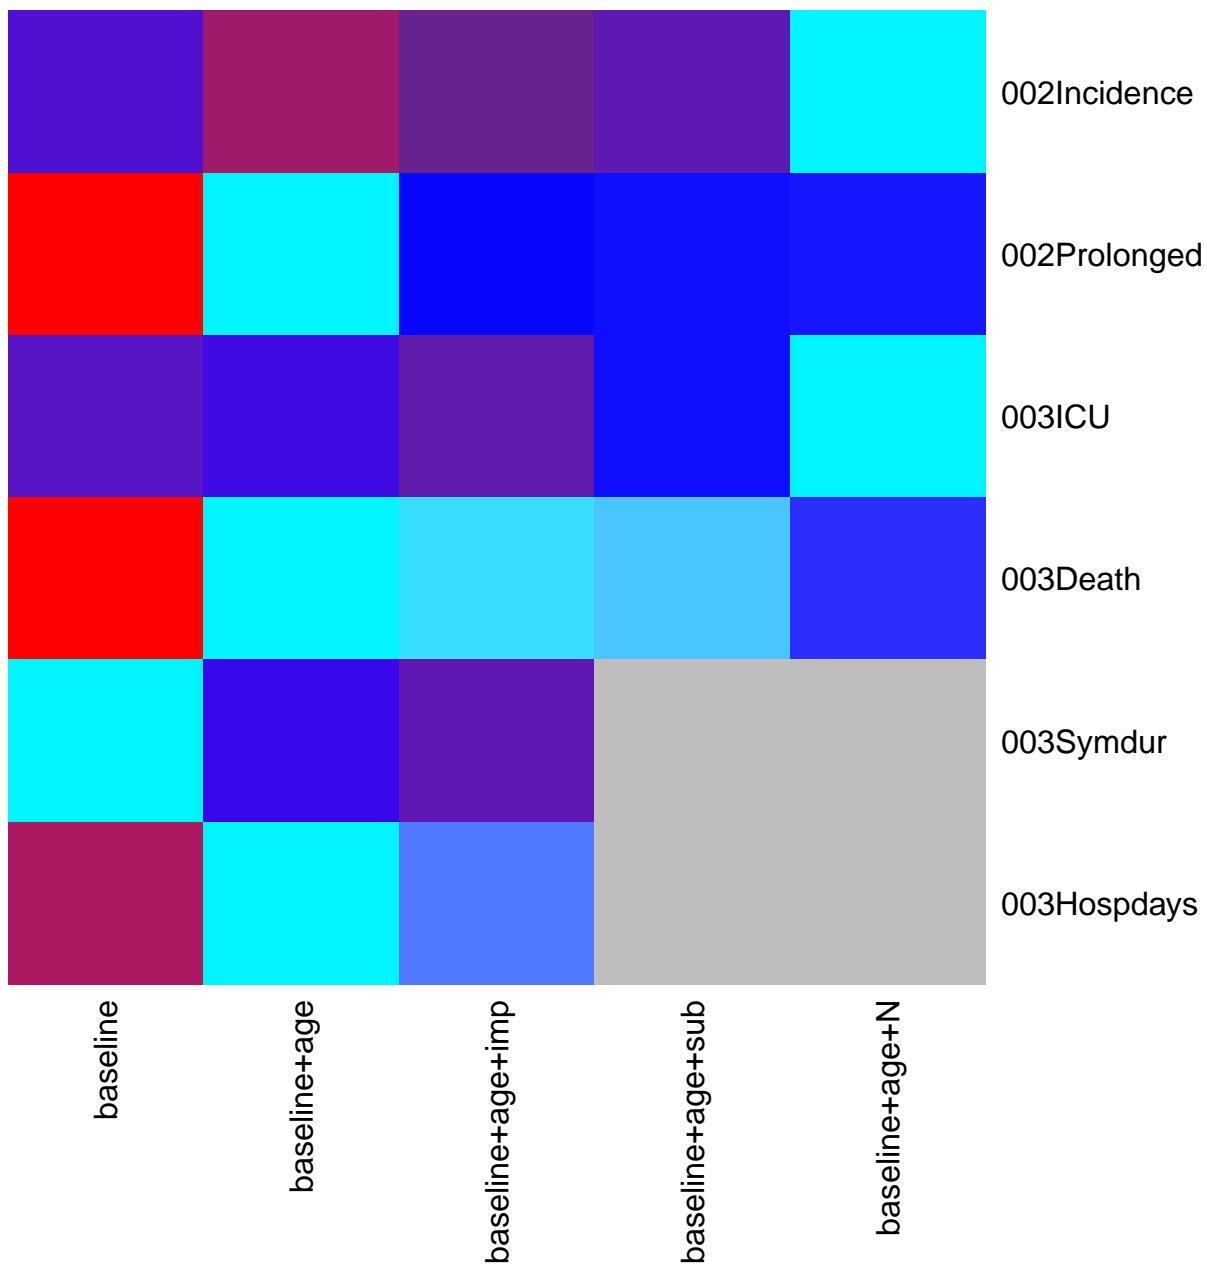 002Incidence
002Prolonged
003ICU
003Death
003Symdur
003Hospdays
baseline
baseline+age
baseline+age+imp
baseline+age+sub
baseline+age+N